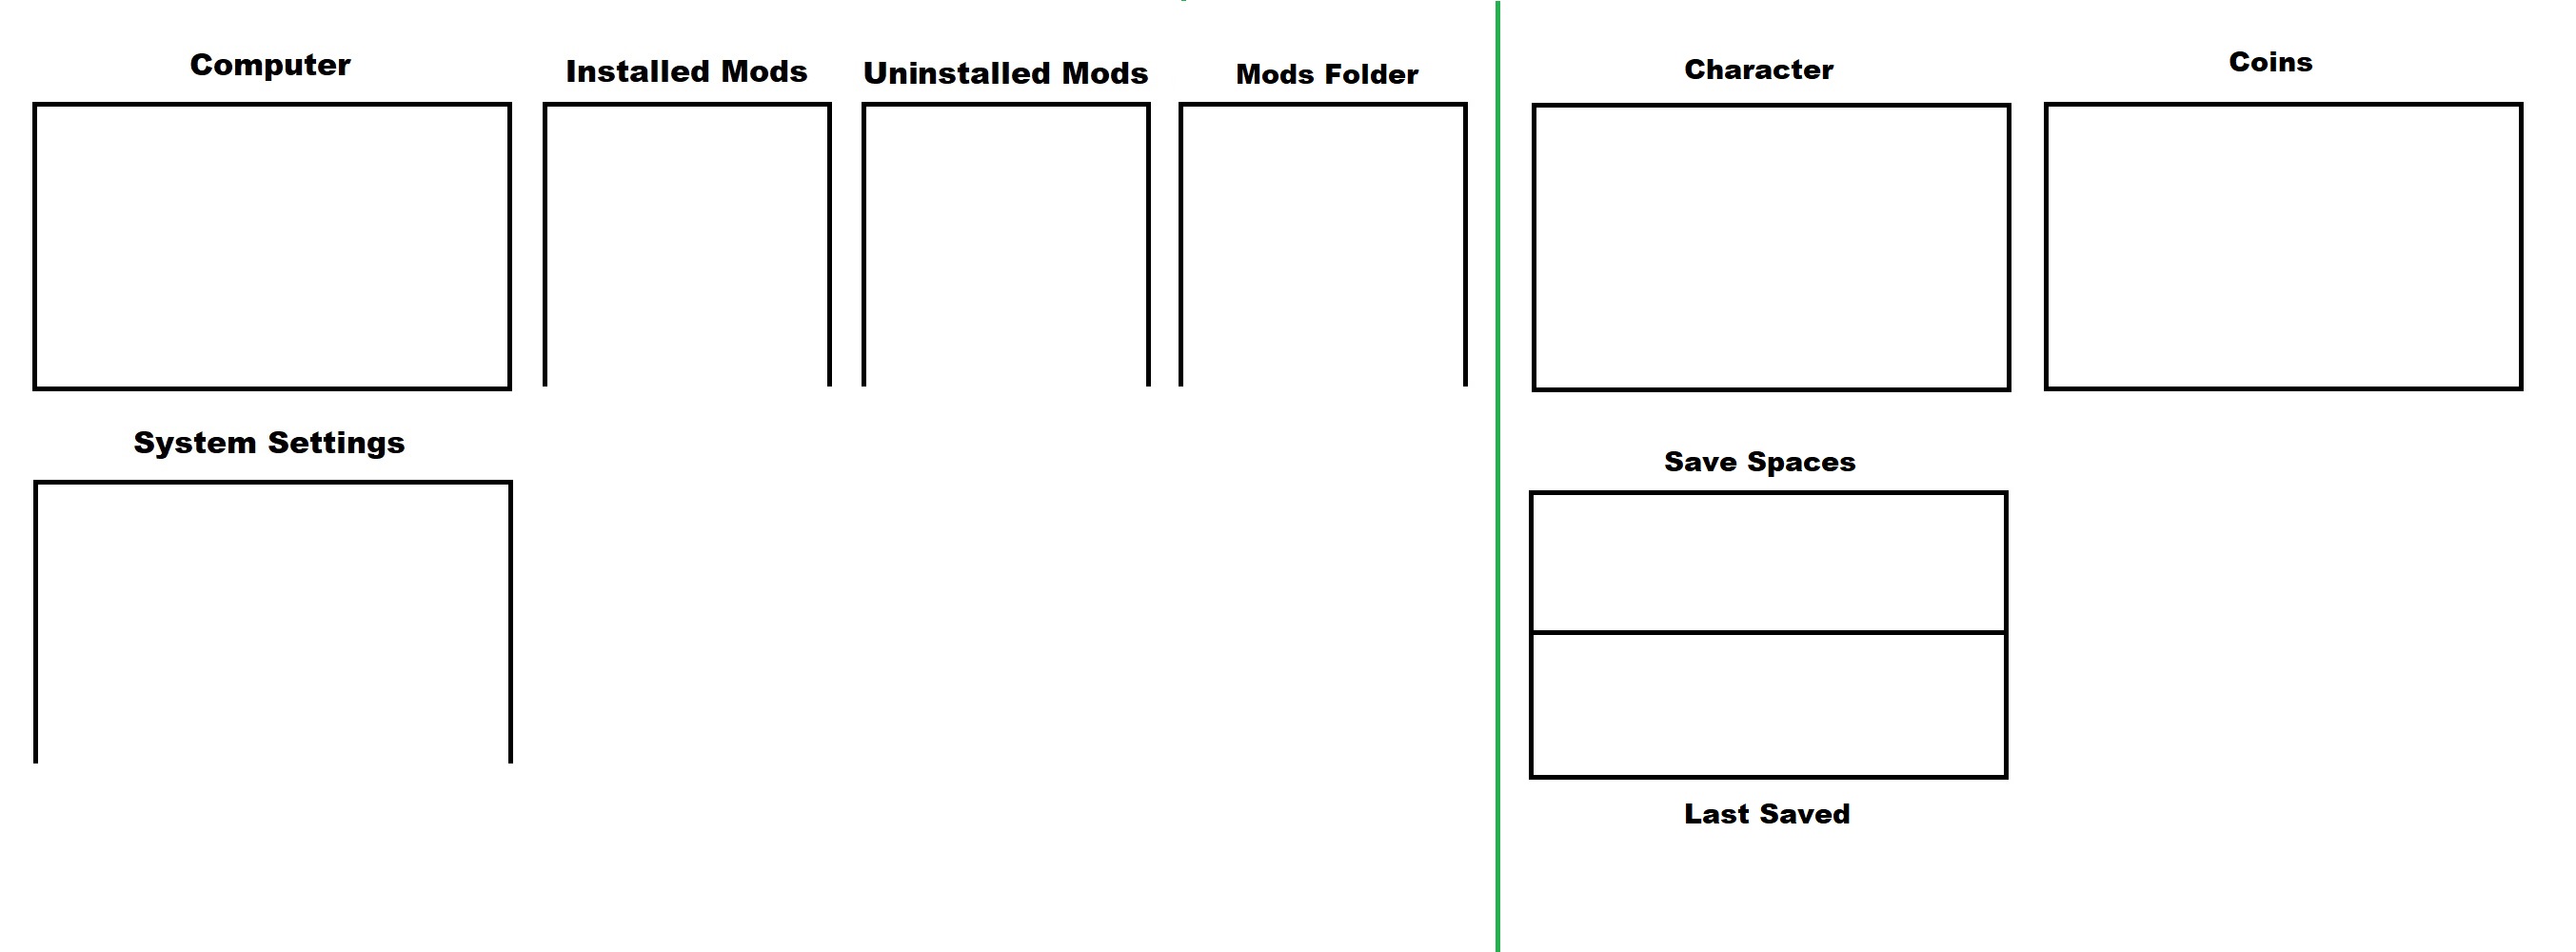 Computer
Installed Mods
Uninstalled Mods
Mods Folder
Character
Coins
System Settings
Save Spaces
Last Saved